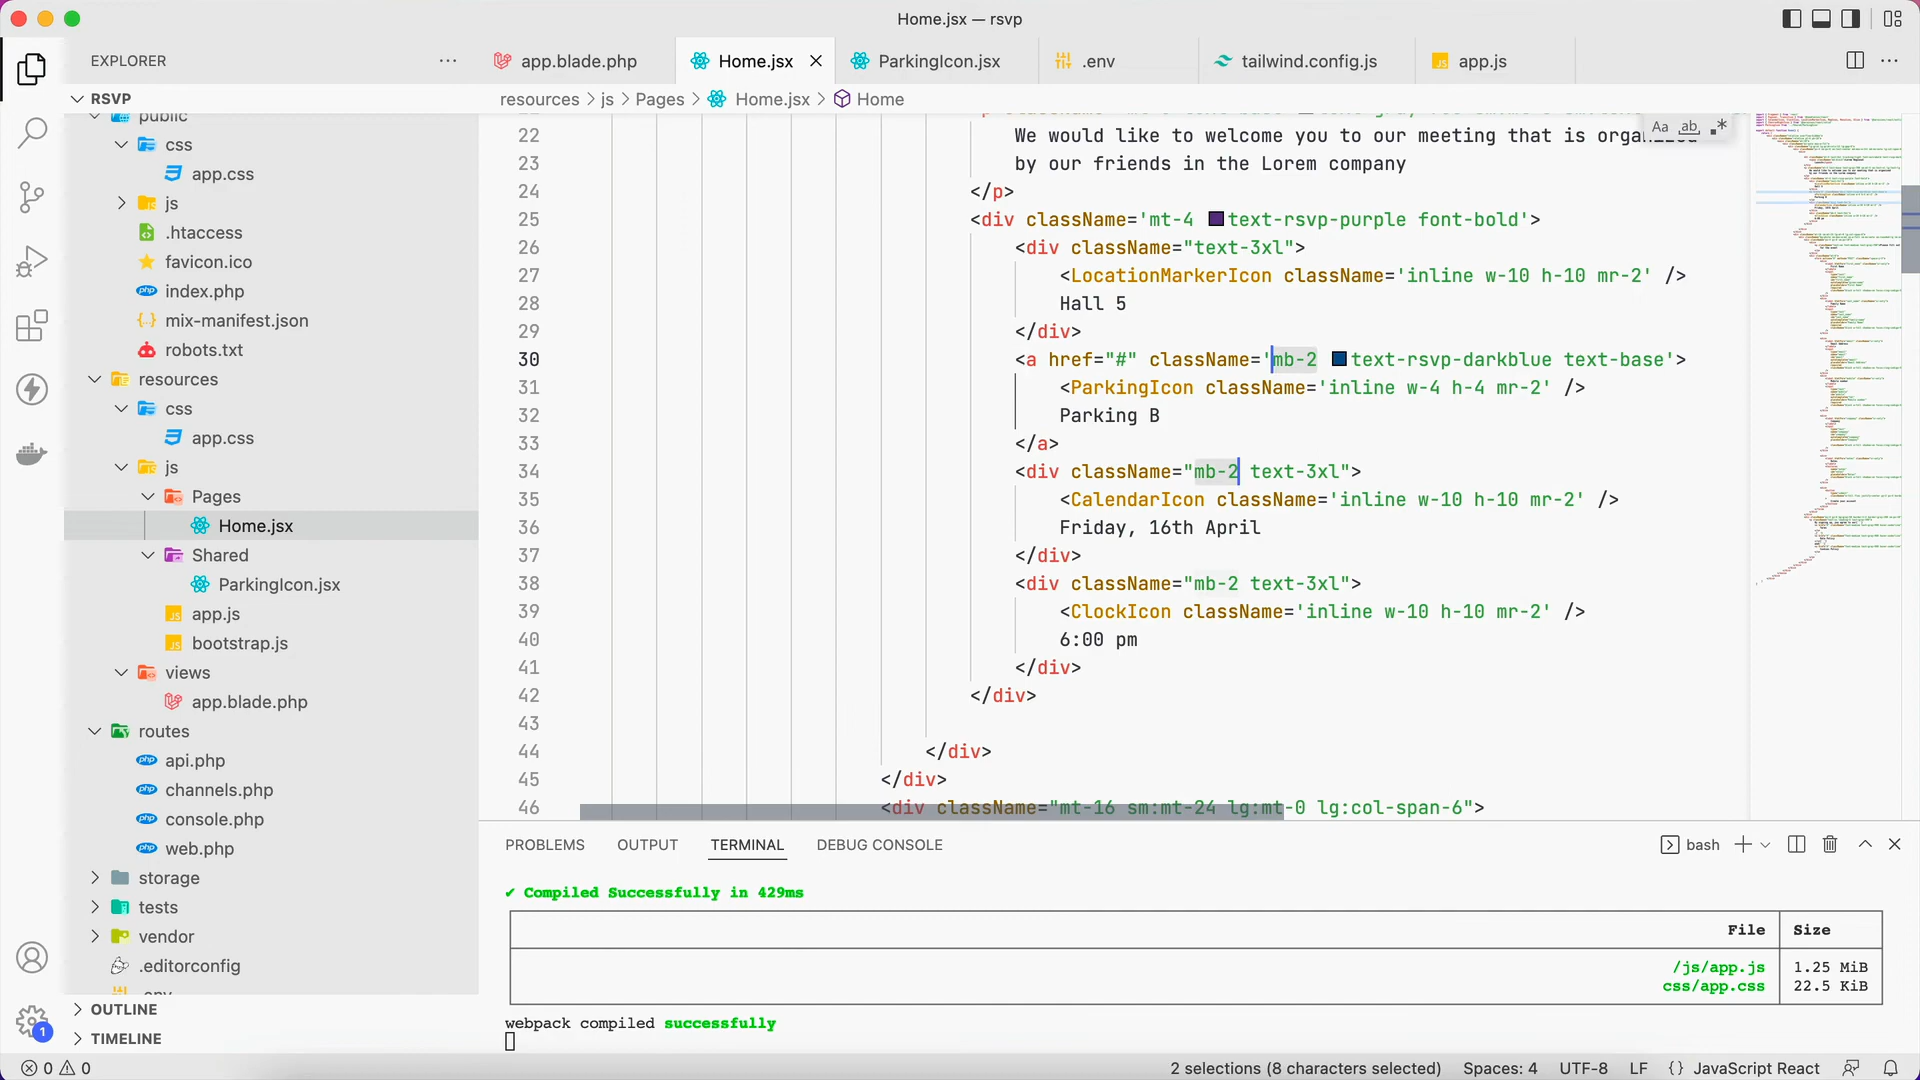 Home.jsx — rsvp
EXPLORER
app.blade.php
Home.jsx
ParkingIcon.jsx
.env
tailwind.config.js
app.js
RSVP
resources > js > Pages > Home.jsx > Home
public
css
app.css
js
.htaccess
favicon.ico
index.php
mix-manifest.json
robots.txt
resources
css
app.css
js
Pages
Home.jsx
Shared
ParkingIcon.jsx
app.js
bootstrap.js
views
app.blade.php
routes
api.php
channels.php
console.php
web.php
storage
tests
vendor
.editorconfig
.env
OUTLINE
TIMELINE
Aa ab
22 We would like to welcome you to our meeting that is organized
23 by our friends in the Lorem company
24 </p>
25 <div className='mt-4 text-rsvp-purple font-bold'>
26 <div className="text-3xl">
27 <LocationMarkerIcon className='inline w-10 h-10 mr-2' />
28 Hall 5
29 </div>
30 <a href="#" className='mb-2 text-rsvp-darkblue text-base'>
31 <ParkingIcon className='inline w-4 h-4 mr-2' />
32 Parking B
33 </a>
34 <div className="mb-2 text-3xl">
35 <CalendarIcon className='inline w-10 h-10 mr-2' />
36 Friday, 16th April
37 </div>
38 <div className="mb-2 text-3xl">
39 <ClockIcon className='inline w-10 h-10 mr-2' />
40 6:00 pm
41 </div>
42 </div>
43
44 </div>
45 </div>
46 <div className="mt-16 sm:mt-24 lg:mt-0 lg:col-span-6">
PROBLEMS OUTPUT TERMINAL DEBUG CONSOLE
bash
✔ Compiled Successfully in 429ms
File Size
/js/app.js 1.25 MiB
css/app.css 22.5 KiB
webpack compiled successfully
1
0 0
2 selections (8 characters selected) Spaces: 4 UTF-8 LF {} JavaScript React